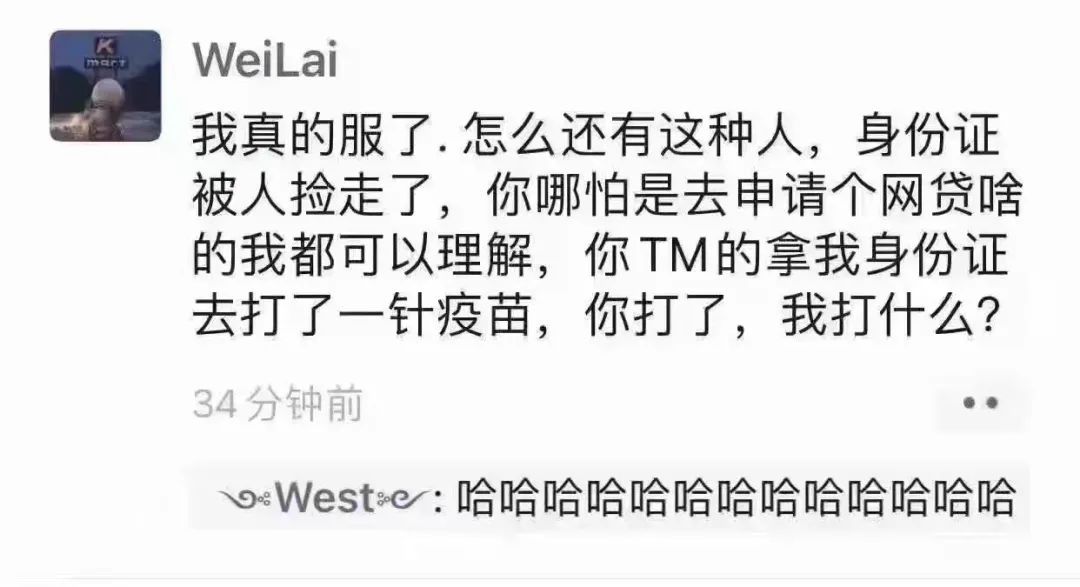 K
mart
WeiLai
我真的服了. 怎么还有这种人，身份证
被人捡走了，你哪怕是去申请个网贷啥
的我都可以理解，你TM的拿我身份证
去打了一针疫苗，你打了，我打什么？
34分钟前
West: 哈哈哈哈哈哈哈哈哈哈哈哈哈